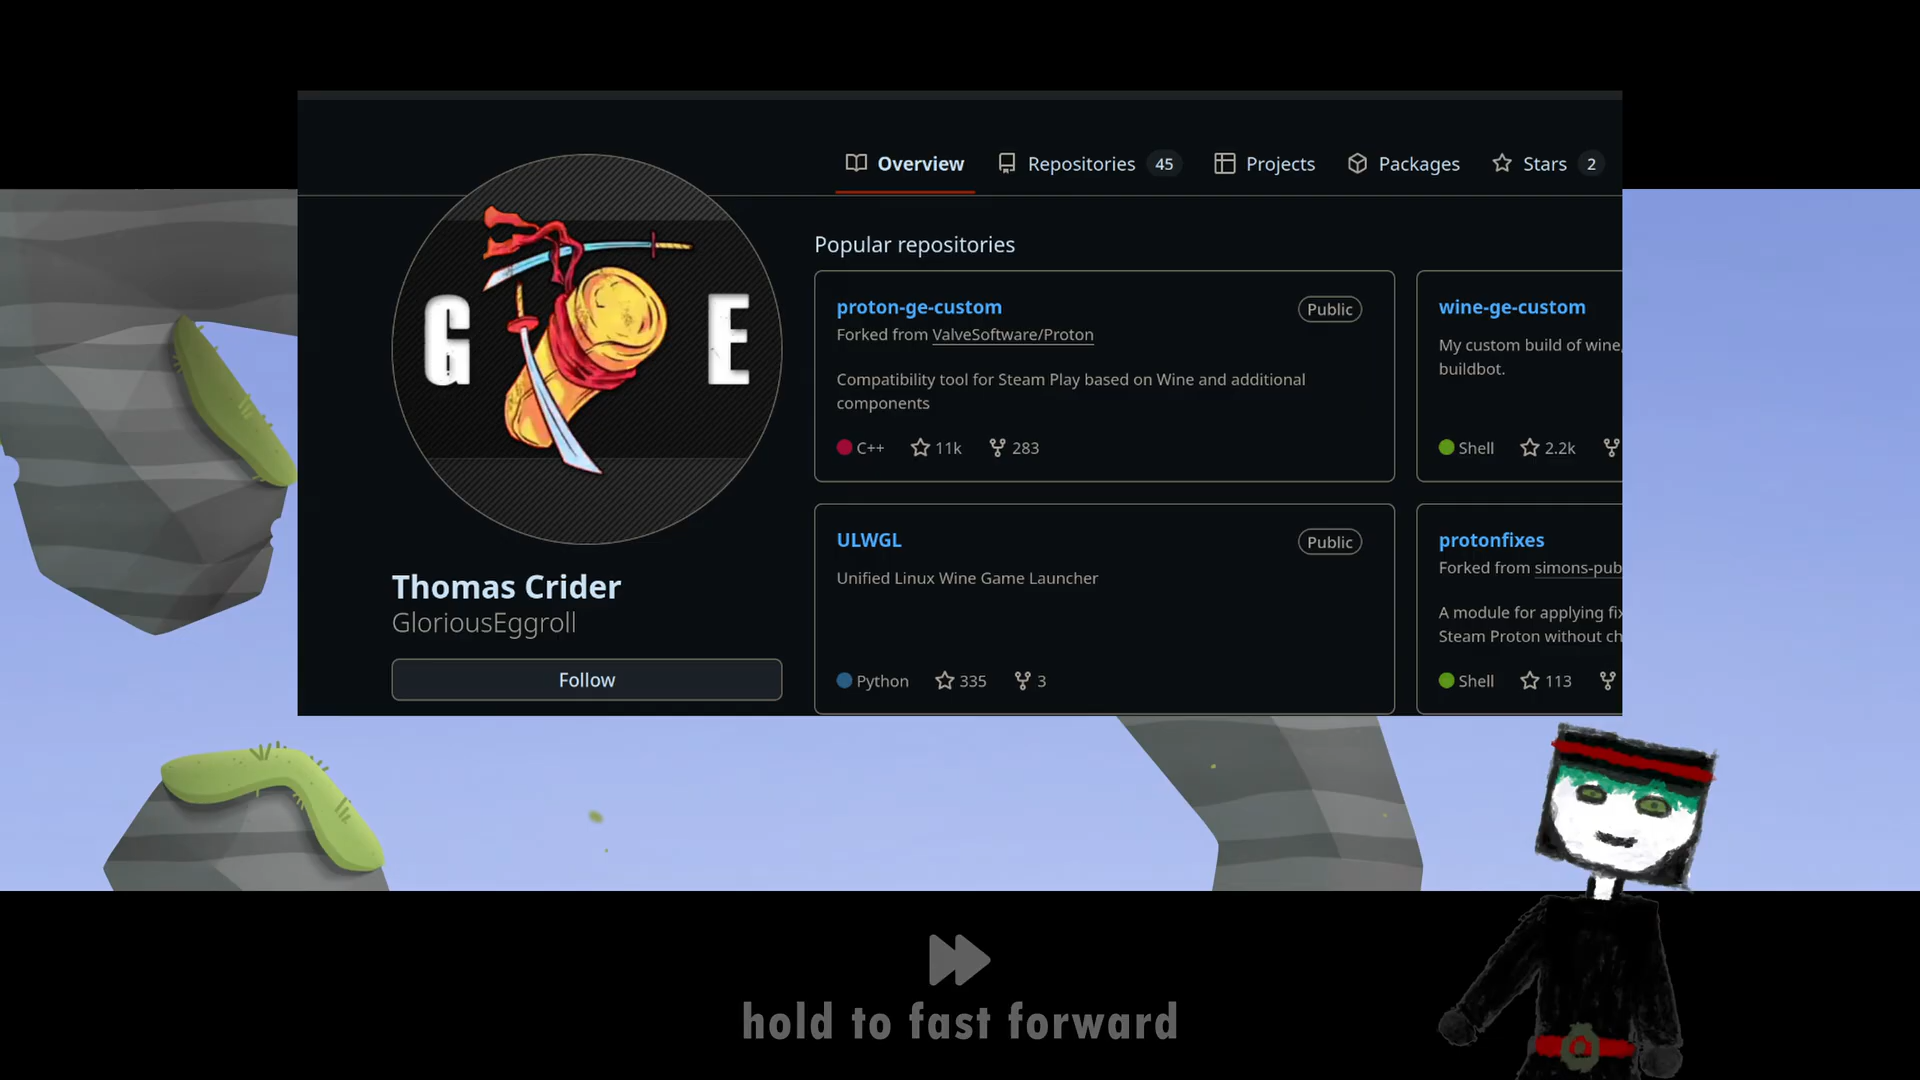 Overview Repositories 45 Projects Packages Stars 2
G E
Thomas Crider
GloriousEggroll
Follow
Popular repositories
proton-ge-custom Public
Forked from ValveSoftware/Proton
Compatibility tool for Steam Play based on Wine and additional
components
C++ 11k 283
wine-ge-custom
My custom build of wine,
buildbot.
Shell 2.2k
ULWGL Public
Unified Linux Wine Game Launcher
Python 335 3
protonfixes
Forked from simons-pub
A module for applying fix
Steam Proton without ch
Shell 113
hold to fast forward